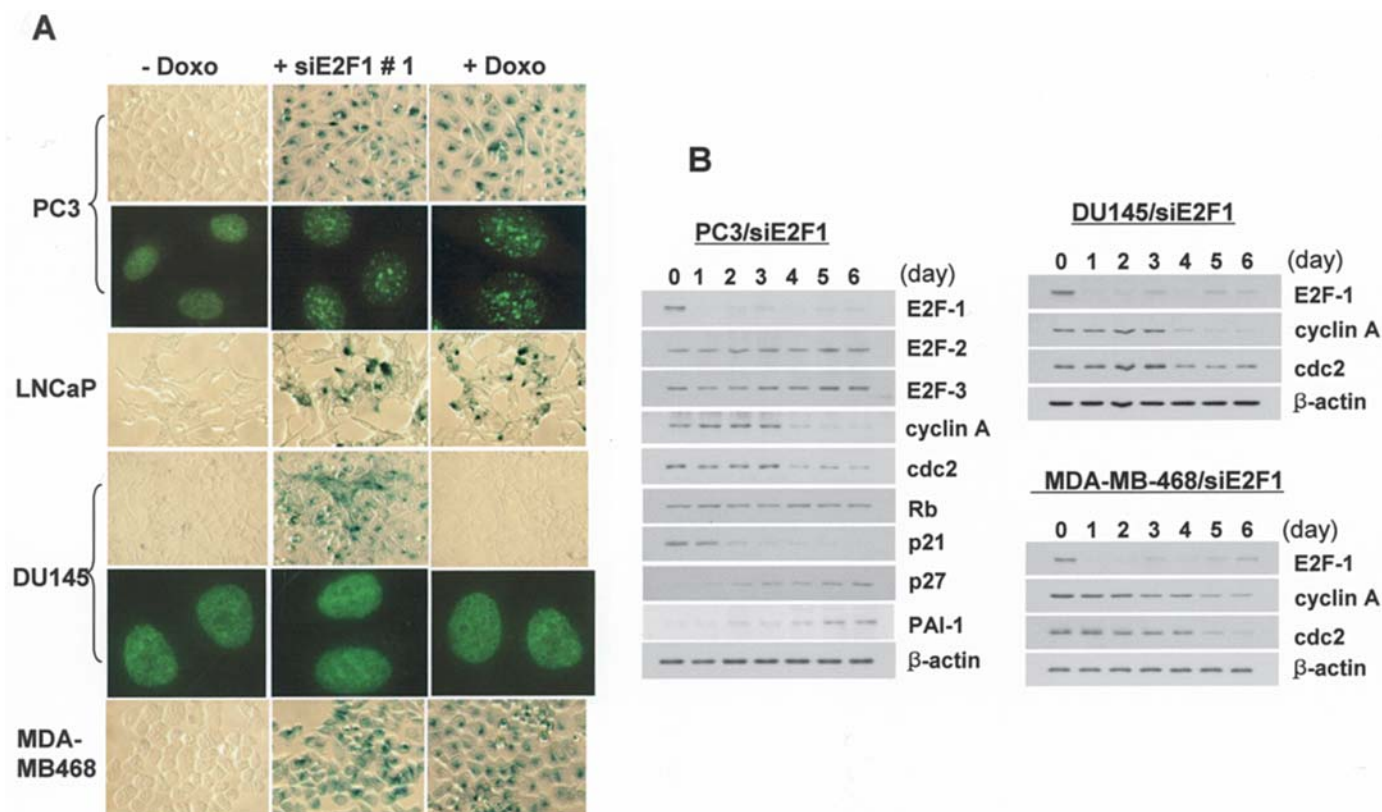 A
- Doxo + siE2F1 # 1 + Doxo
PC3
LNCaP
DU145
MDA-
MB468
B
PC3/siE2F1
0 1 2 3 4 5 6 (day)
E2F-1
E2F-2
E2F-3
cyclin A
cdc2
Rb
p21
p27
PAI-1
β-actin
DU145/siE2F1
0 1 2 3 4 5 6 (day)
E2F-1
cyclin A
cdc2
β-actin
MDA-MB-468/siE2F1
0 1 2 3 4 5 6 (day)
E2F-1
cyclin A
cdc2
β-actin